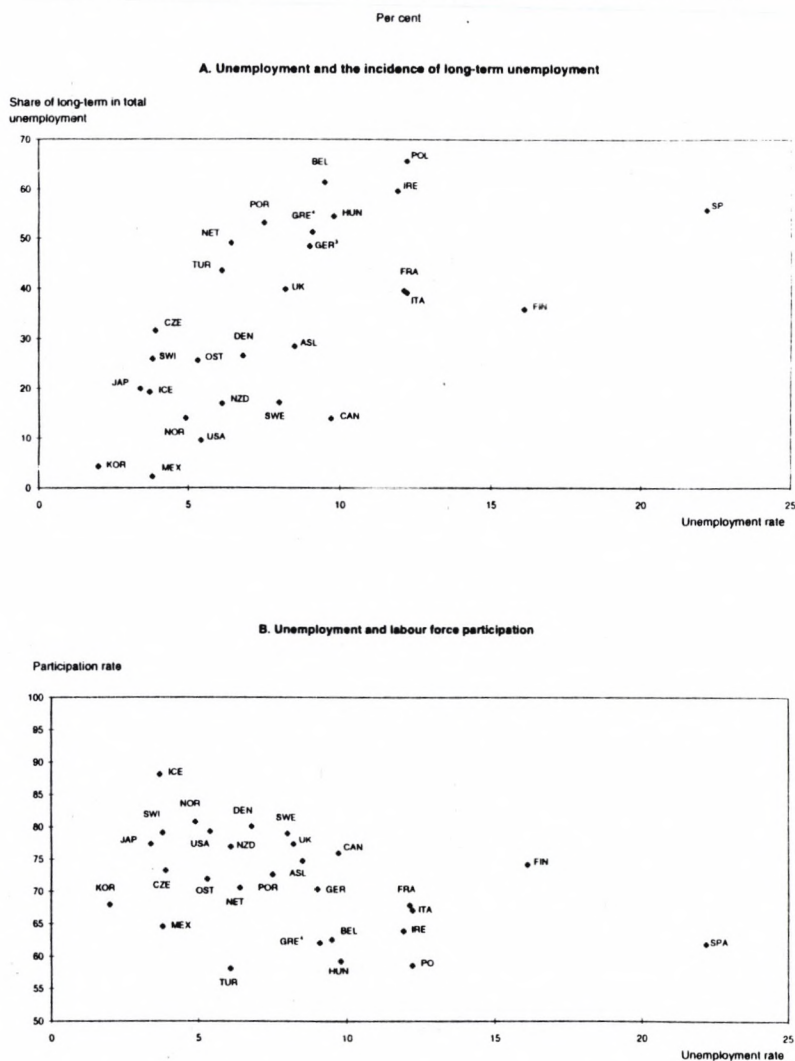 Per cent
A. Unemployment and the incidence of long-term unemployment
Share of long-term in total
unemployment
70
60
50
40
30
20
10
0
BEL
POL
IRE
SP
POR
GRE⁴
HUN
NET
GER³
TUR
FRA
ITA
UK
FIN
CZE
DEN
ASL
SWI
OST
JAP
ICE
NZD
NOR
SWE
CAN
USA
KOR
MEX
0 5 10 15 20 25
Unemployment rate
B. Unemployment and labour force participation
Participation rate
100
95
90
85
80
75
70
65
60
55
50
ICE
SWI
NOR
DEN
SWE
JAP
USA
NZD
UK
CAN
FIN
KOR
CZE
OST
NET
POR
ASL
GER
FRA
ITA
MEX
GRE⁴
BEL
IRE
SPA
TUR
HUN
PO
0 5 10 15 20 25
Unemployment rate